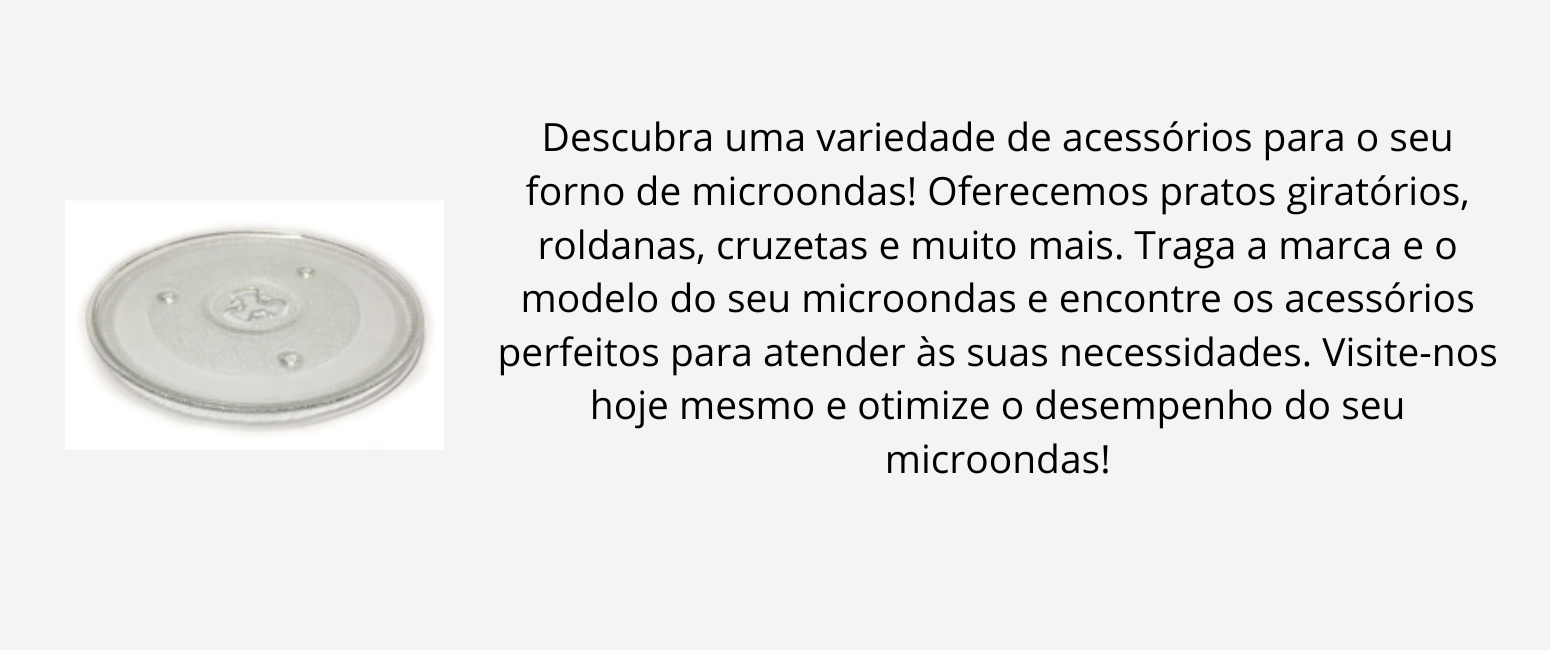 Descubra uma variedade de acessórios para o seu
forno de microondas! Oferecemos pratos giratórios,
roldanas, cruzetas e muito mais. Traga a marca e o
modelo do seu microondas e encontre os acessórios
perfeitos para atender às suas necessidades. Visite-nos
hoje mesmo e otimize o desempenho do seu
microondas!